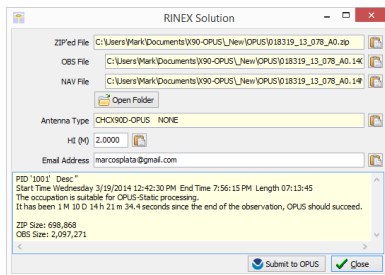 RINEX Solution
ZIP'ed File C:\Users\Mark\Documents\X90-OPUS\_New\OPUS\018319_13_078_A0.zip
OBS File C:\Users\Mark\Documents\X90-OPUS\_New\OPUS\018319_13_078_A0.14O
NAV File C:\Users\Mark\Documents\X90-OPUS\_New\OPUS\018319_13_078_A0.14N
Open Folder
Antenna Type CHCX90D-OPUS NONE
HI (M) 2.0000
Email Address marcosplata@gmail.com
PID '0001' Desc ''
Start Time Wednesday 3/19/2014 12:42:30 PM End Time 7:56:15 PM Length 07:13:45
The occupation is suitable for OPUS-Static processing.
It has been 1 M 10 D 14 h 21 m 34.4 seconds since the end of the observation, OPUS should succeed.
ZIP Size: 698,868
OBS Size: 2,097,271
Submit to OPUS Close